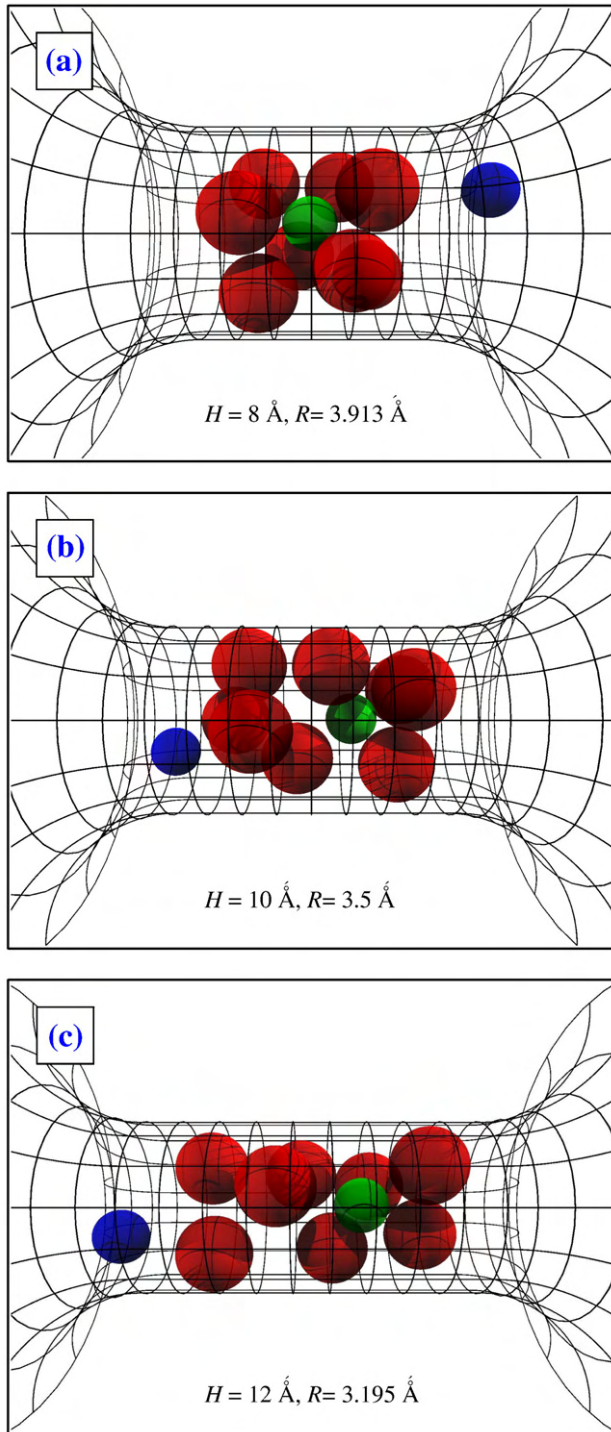 (a)
H = 8 Å, R= 3.913 Å
(b)
H = 10 Å, R= 3.5 Å
(c)
H = 12 Å, R= 3.195 Å